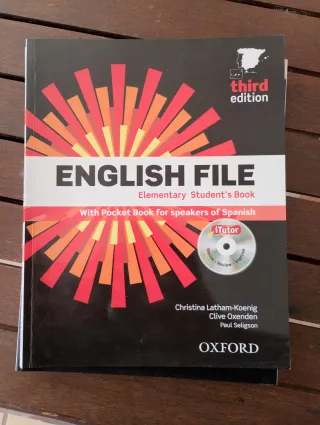 third
edition
ENGLISH FILE
Elementary Student's Book
With Pocket Book for speakers of Spanish
iTutor
Christina Latham-Koenig
Clive Oxenden
Paul Seligson
OXFORD